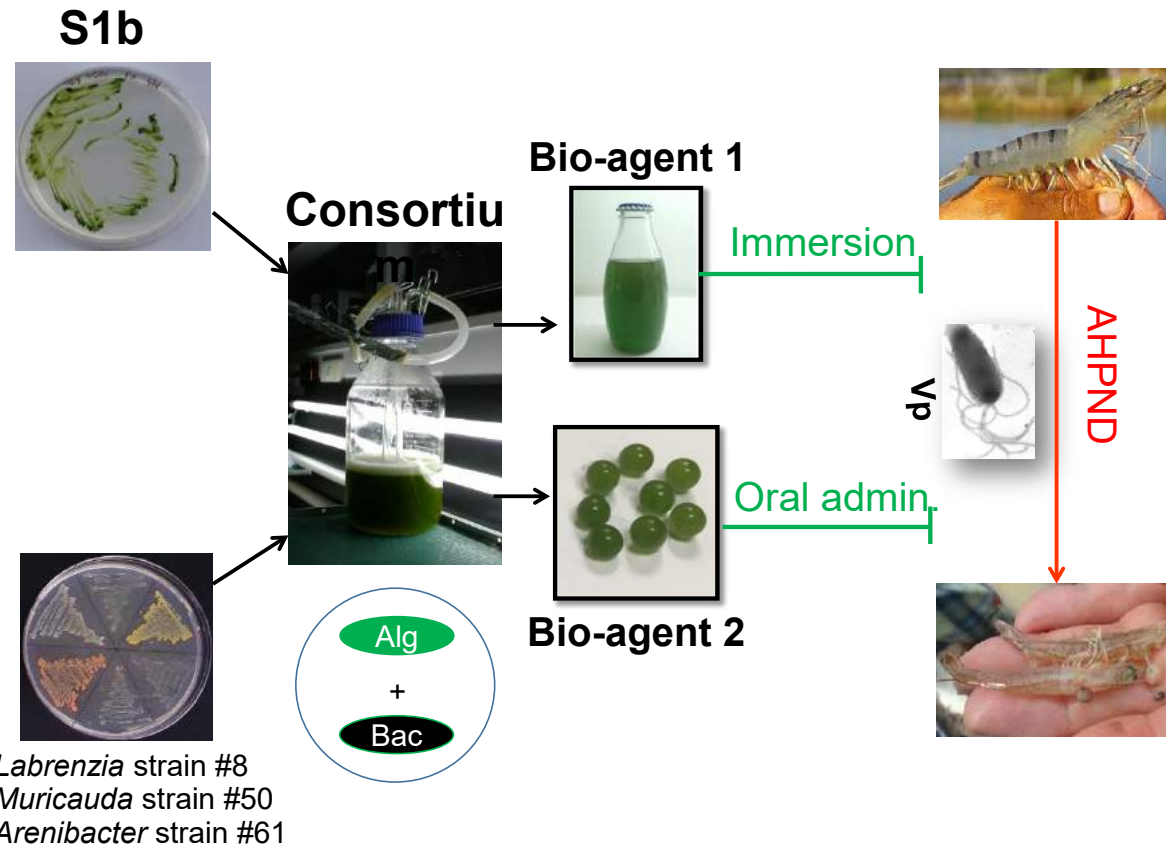 S1b
Bio-agent 1
Consortiu
m
Immersion
AHPND
Vp
Oral admin.
Bio-agent 2
Alg
+
Bac
Labrenzia strain #8
Muricauda strain #50
Arenibacter strain #61